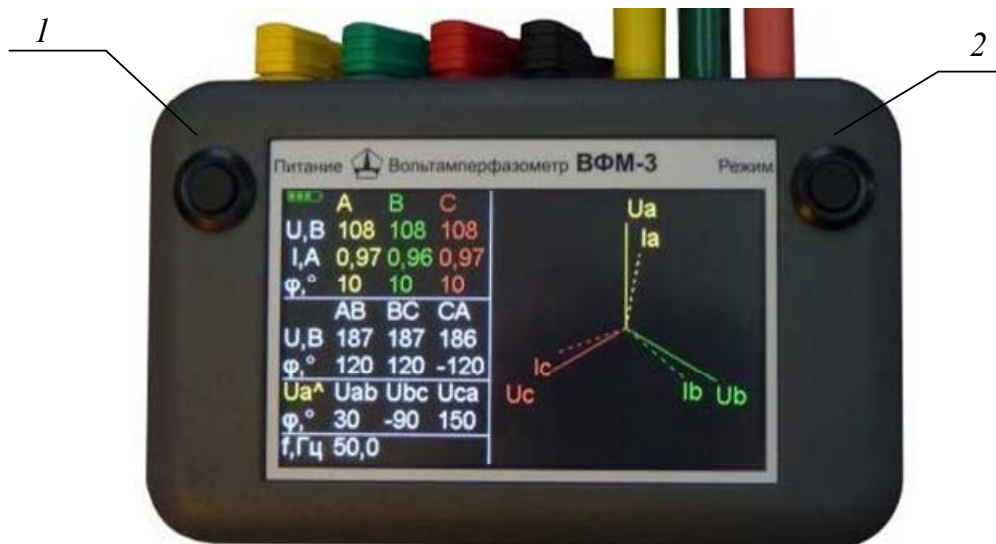 1
2
Питание Вольтамперфазометр ВФМ-3 Режим
A B C
U,В 108 108 108
I,А 0,97 0,96 0,97
φ,° 10 10 10
AB BC CA
U,В 187 187 186
φ,° 120 120 -120
Ua^ Uab Ubc Uca
φ,° 30 -90 150
f,Гц 50,0
Ua
Ia
Ic
Uc
Ib Ub